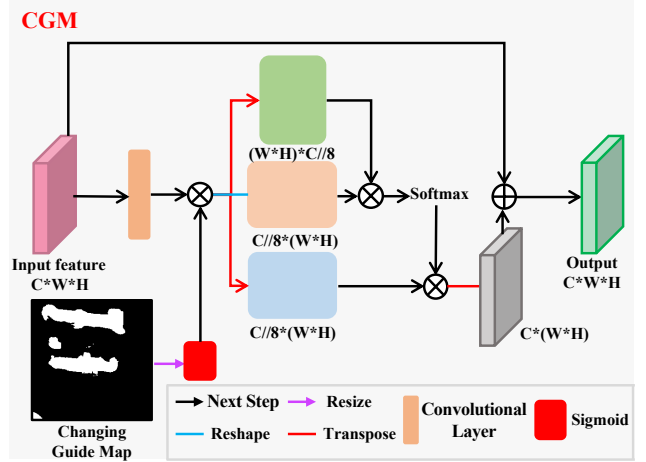 CGM
(W*H)*C//8
Softmax
C//8*(W*H)
Input feature
C*W*H
Output
C*W*H
C//8*(W*H)
C*(W*H)
Changing
Guide Map
Next Step
Resize
Convolutional
Layer
Sigmoid
Reshape
Transpose